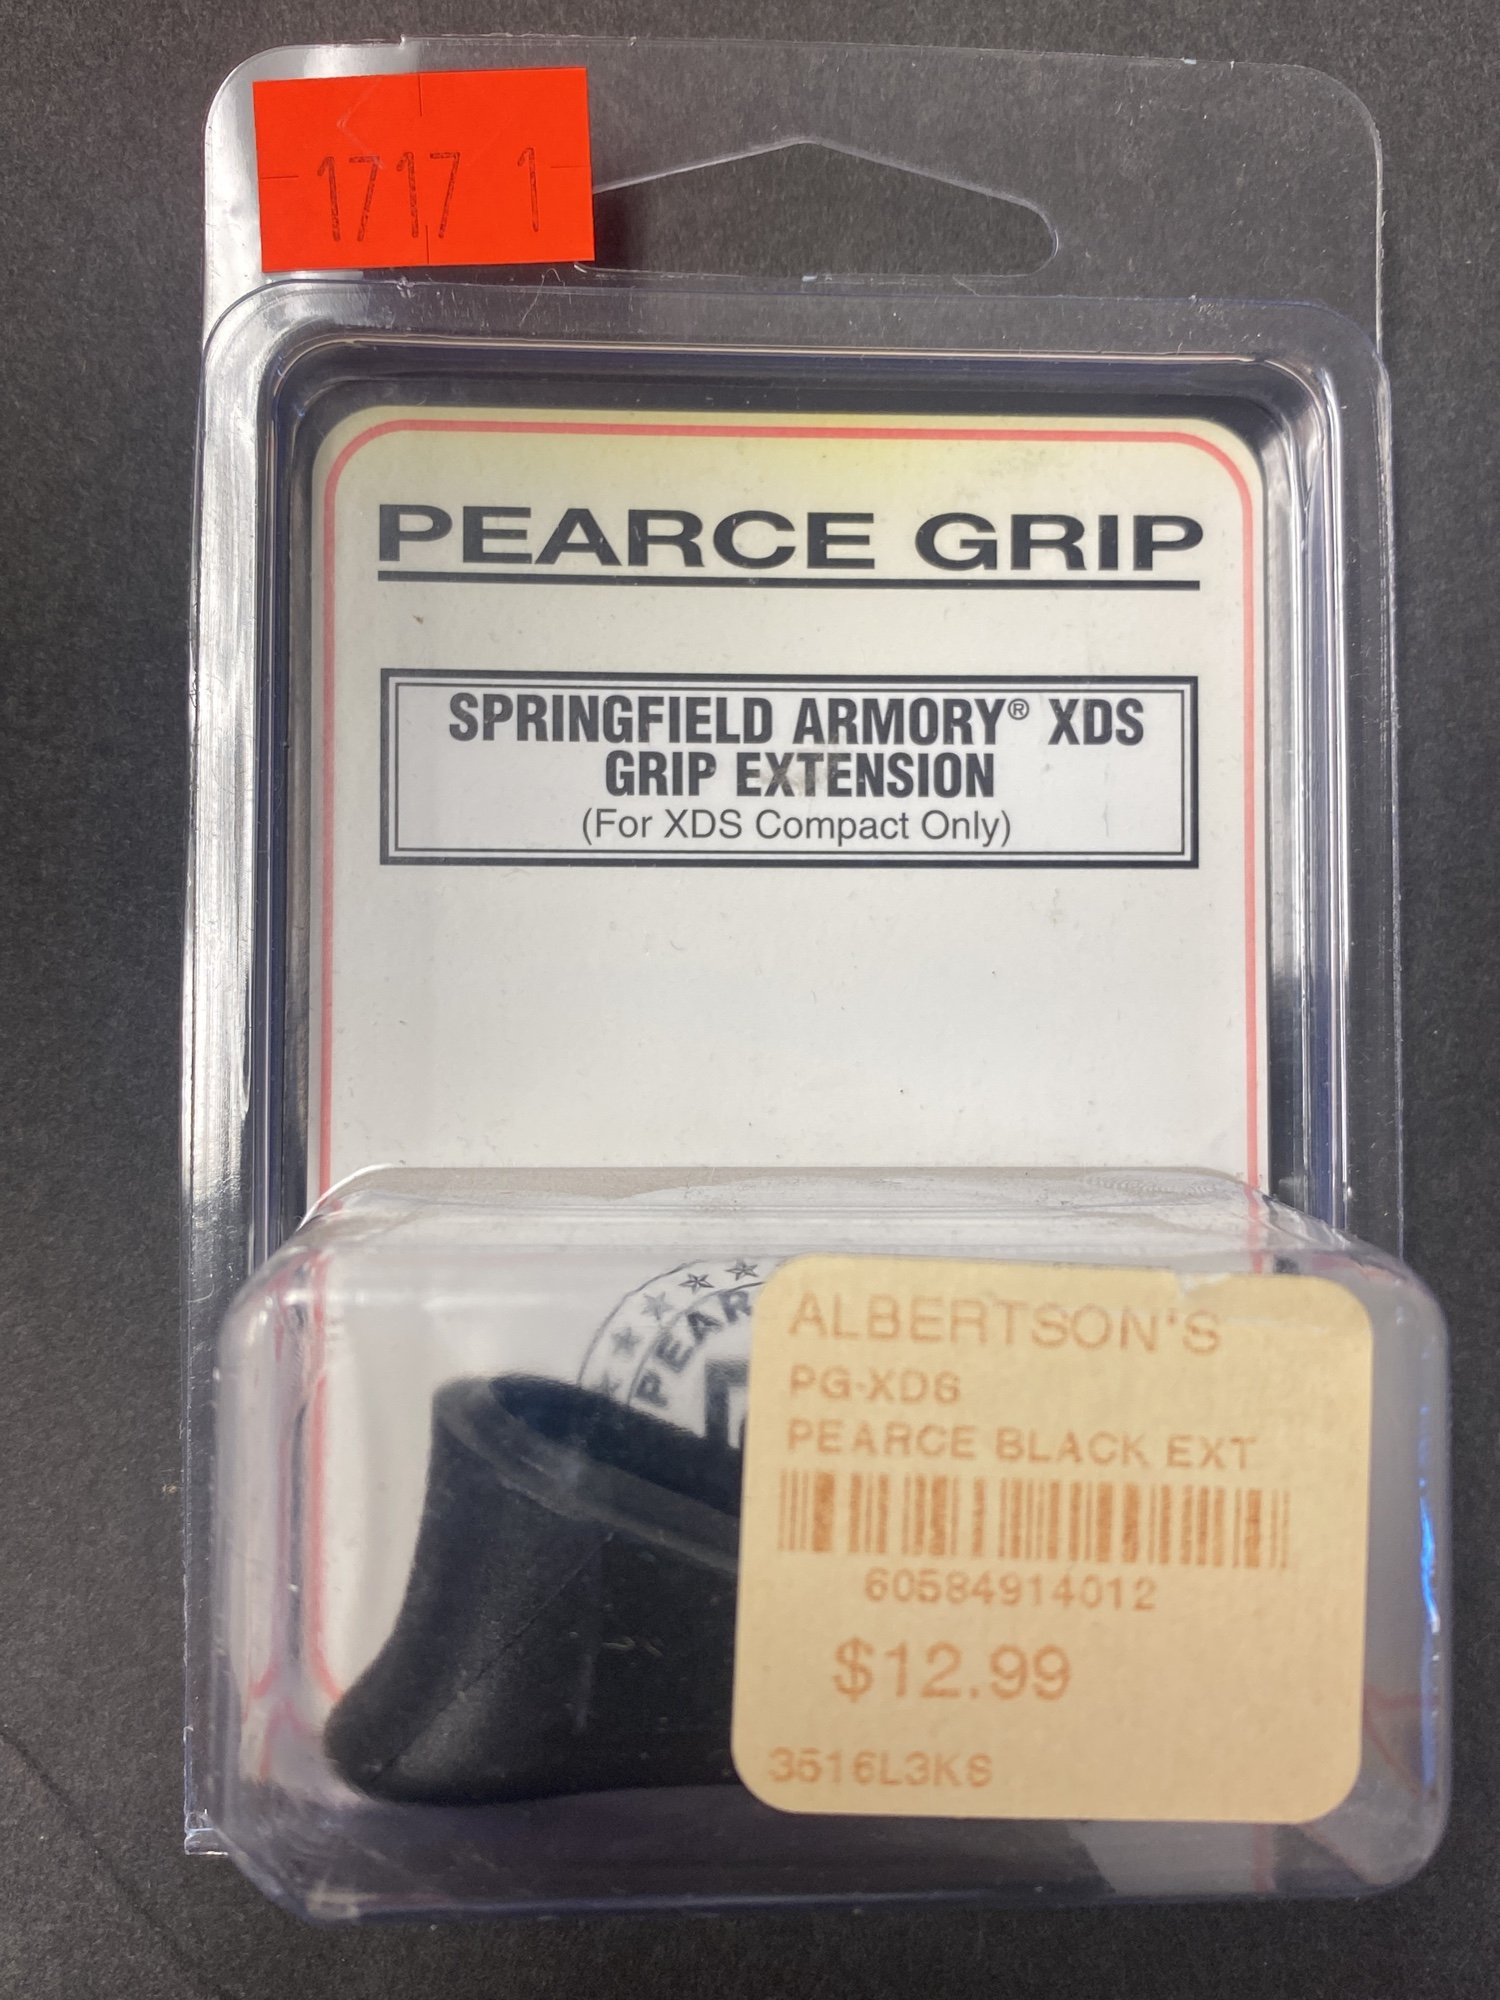 1717 1
PEARCE GRIP
SPRINGFIELD ARMORY® XDS
GRIP EXTENSION
(For XDS Compact Only)
PEAR
ALBERTSON'S
PG-XDS
PEARCE BLACK EXT
60584914012
$12.99
3516L3KS